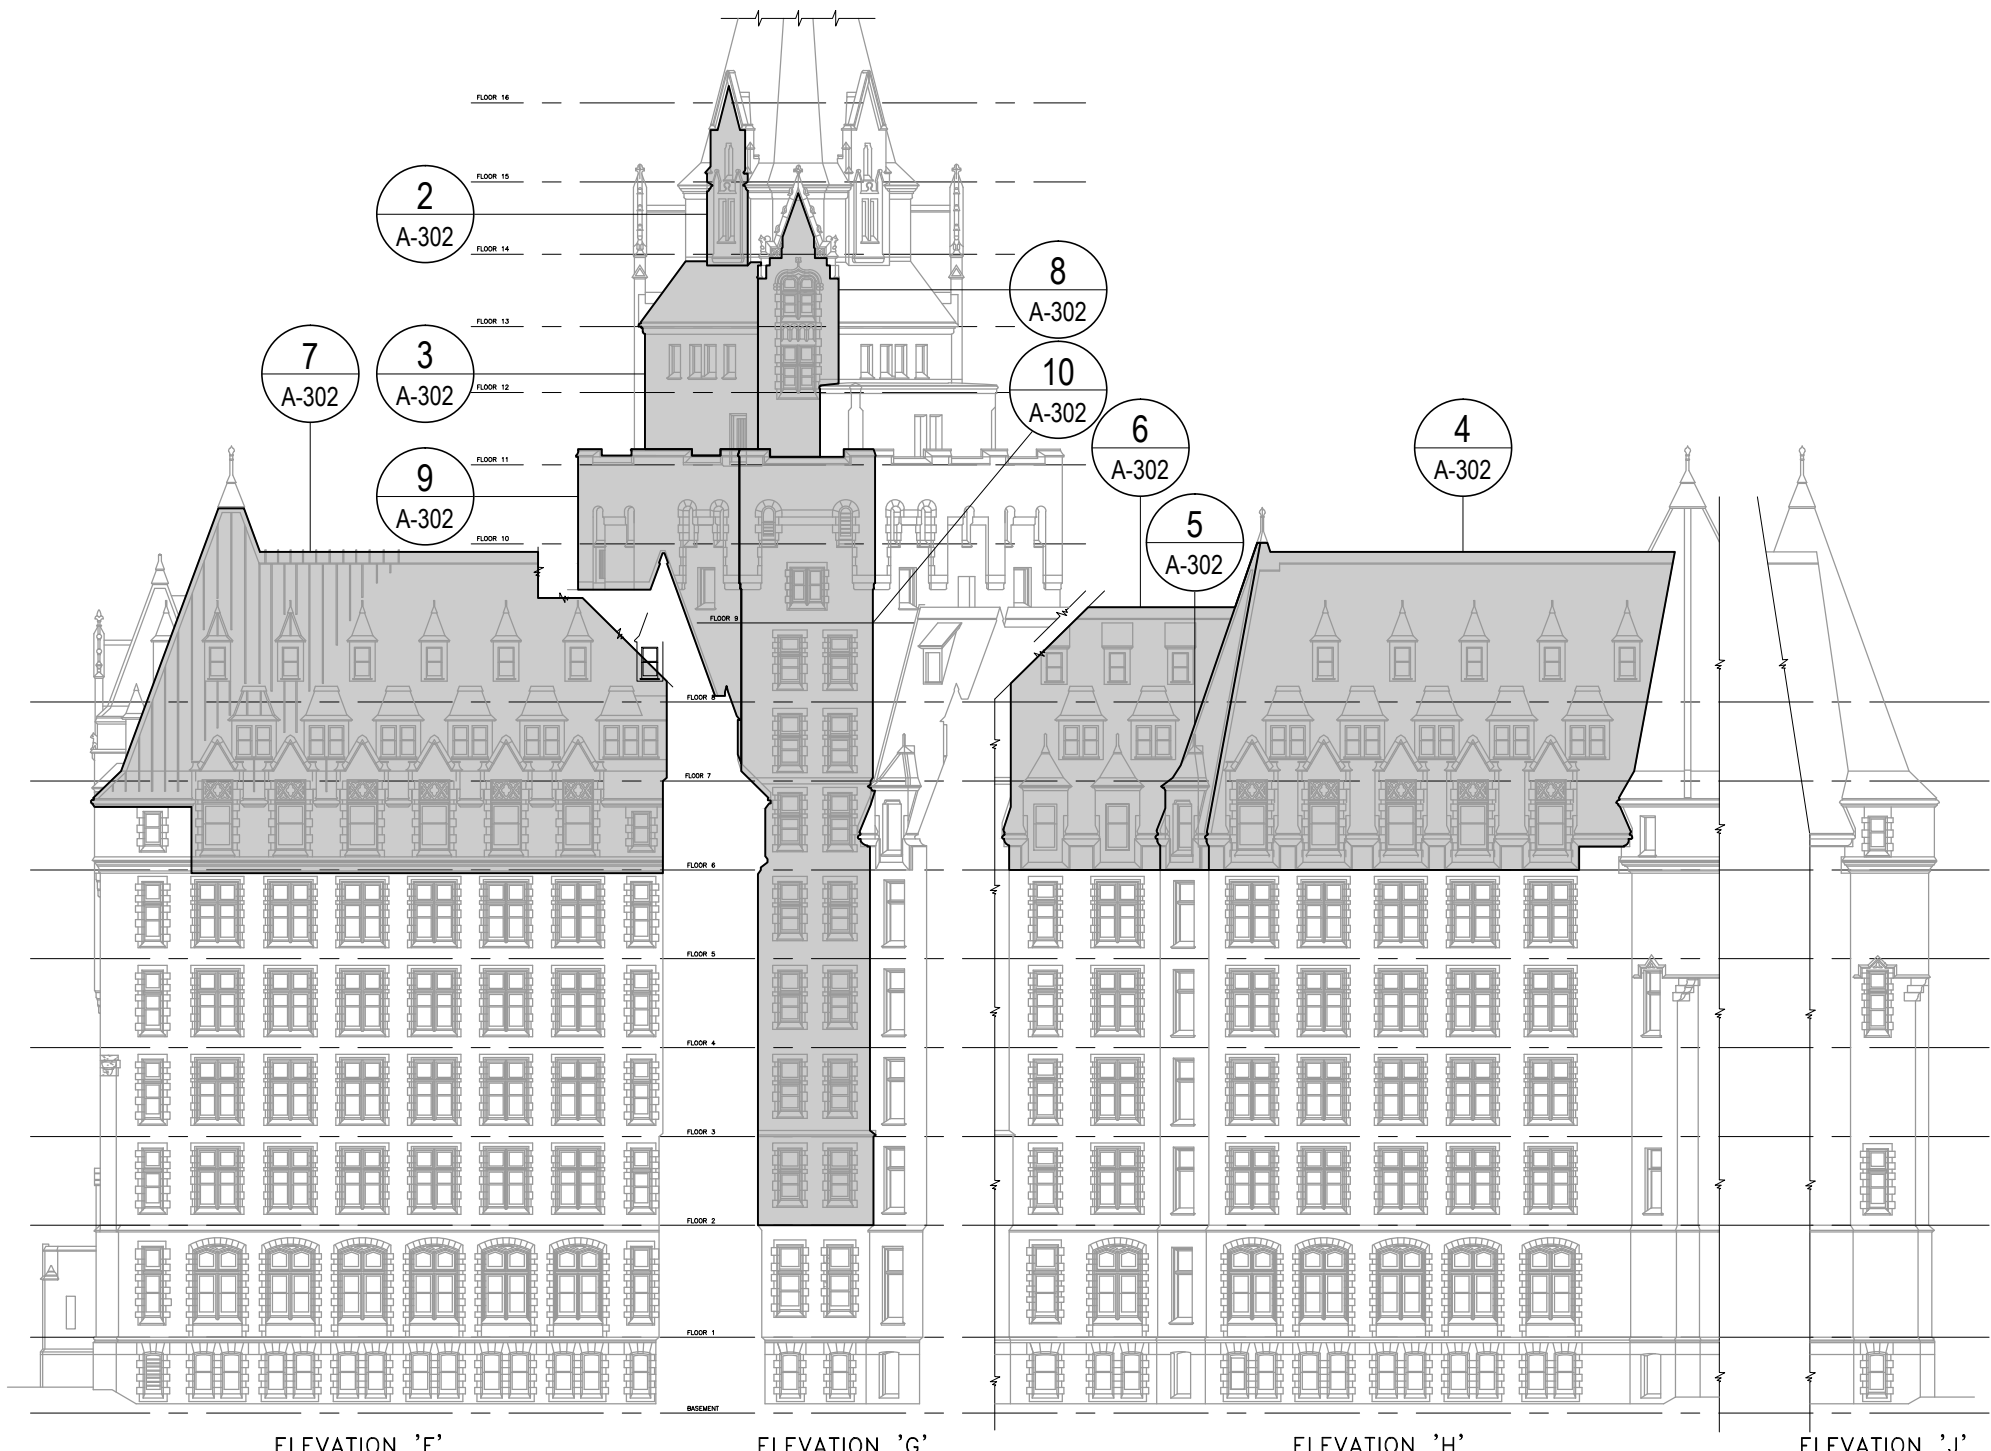 FLOOR 16
FLOOR 15
2
A-302
FLOOR 14
8
A-302
FLOOR 13
7
A-302
3
A-302
10
A-302
FLOOR 12
6
A-302
4
A-302
9
A-302
FLOOR 11
5
A-302
FLOOR 10
FLOOR 9
FLOOR 8
FLOOR 7
FLOOR 6
FLOOR 5
FLOOR 4
FLOOR 3
FLOOR 2
FLOOR 1
BASEMENT
ELEVATION 'F'
ELEVATION 'G'
ELEVATION 'H'
ELEVATION 'J'